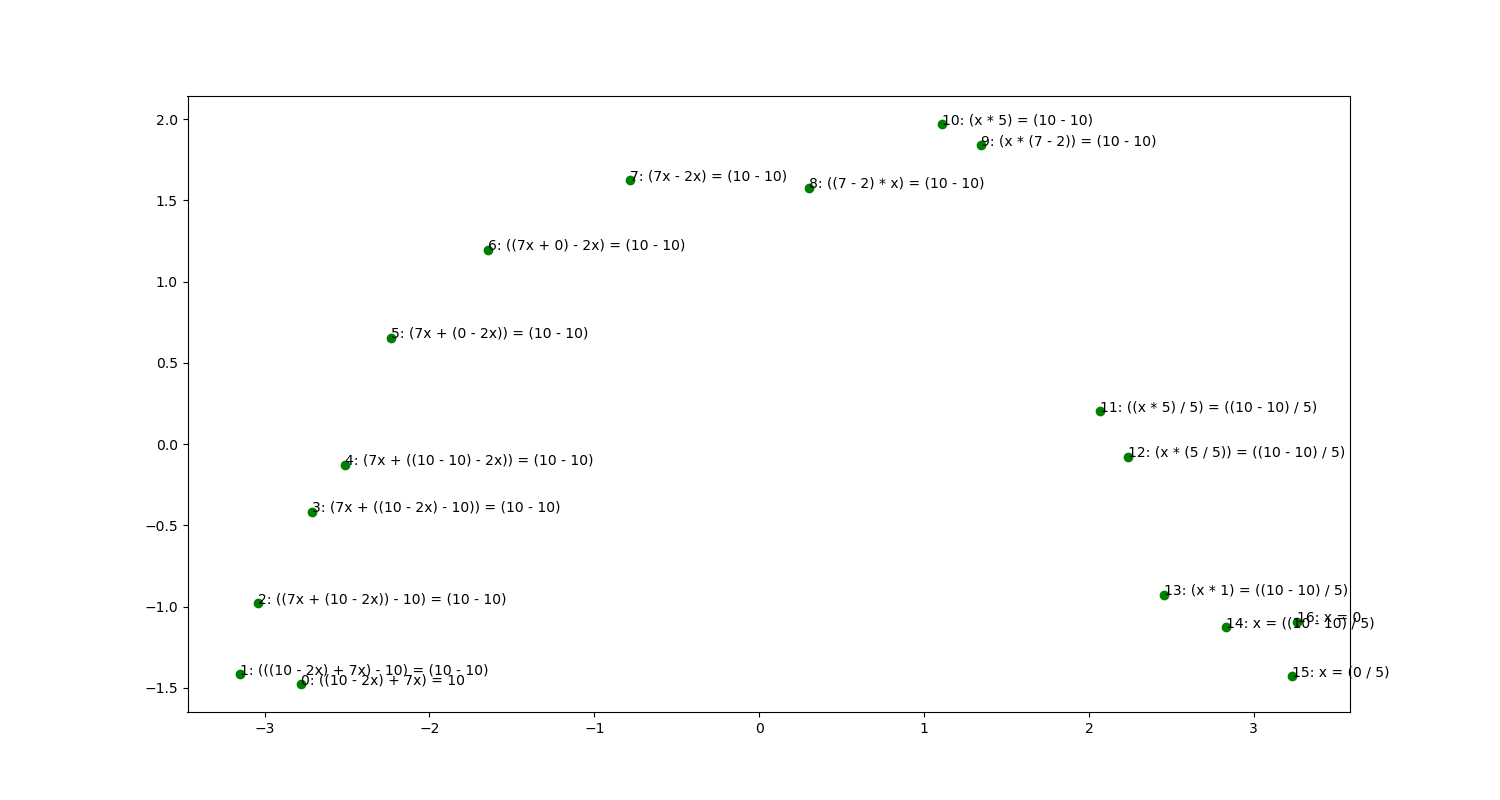 2.0
1.5
1.0
0.5
0.0
−0.5
−1.0
−1.5
10: (x * 5) = (10 - 10)
9: (x * (7 - 2)) = (10 - 10)
7: (7x - 2x) = (10 - 10)
8: ((7 - 2) * x) = (10 - 10)
6: ((7x + 0) - 2x) = (10 - 10)
5: (7x + (0 - 2x)) = (10 - 10)
11: ((x * 5) / 5) = ((10 - 10) / 5)
12: (x * (5 / 5)) = ((10 - 10) / 5)
4: (7x + ((10 - 10) - 2x)) = (10 - 10)
3: (7x + ((10 - 2x) - 10)) = (10 - 10)
13: (x * 1) = ((10 - 10) / 5)
2: ((7x + (10 - 2x)) - 10) = (10 - 10)
16: x = 0
14: x = ((10 - 10) / 5)
1: (((10 - 2x) + 7x) - 10) = (10 - 10)
15: x = (0 / 5)
0: ((10 - 2x) + 7x) = 10
−3
−2
−1
0
1
2
3